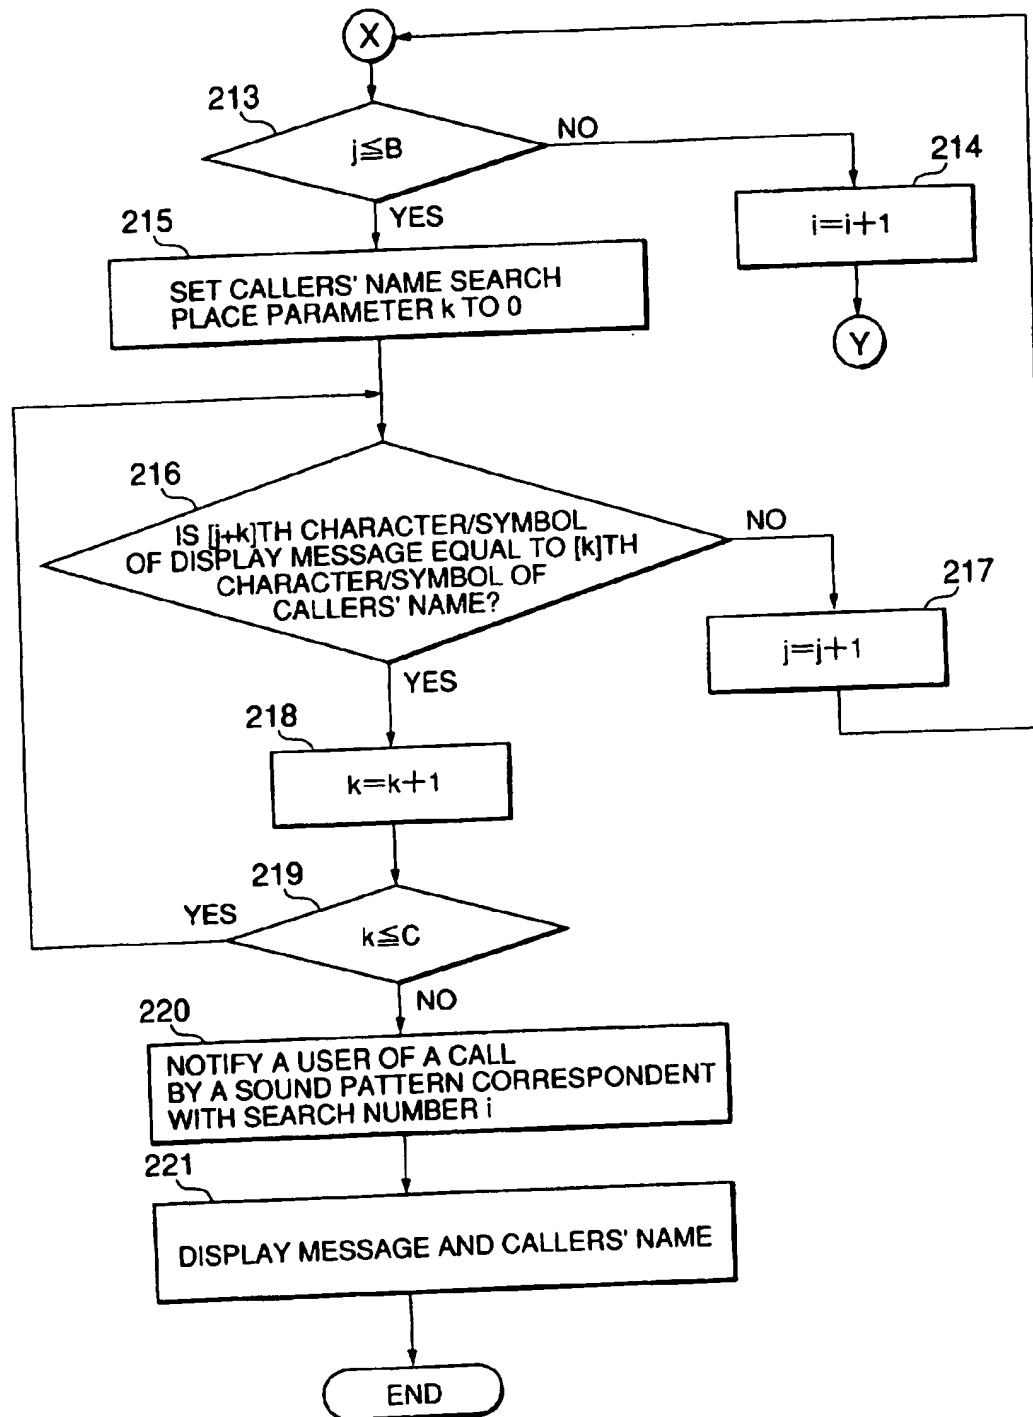 X
213
j≦B
NO
214
i=i+1
YES
215
SET CALLERS' NAME SEARCH
PLACE PARAMETER k TO 0
Y
216
IS [j+k]TH CHARACTER/SYMBOL
OF DISPLAY MESSAGE EQUAL TO [k]TH
CHARACTER/SYMBOL OF
CALLERS' NAME?
NO
217
j=j+1
YES
218
k=k+1
219
YES
k≦C
NO
220
NOTIFY A USER OF A CALL
BY A SOUND PATTERN CORRESPONDENT
WITH SEARCH NUMBER i
221
DISPLAY MESSAGE AND CALLERS' NAME
END